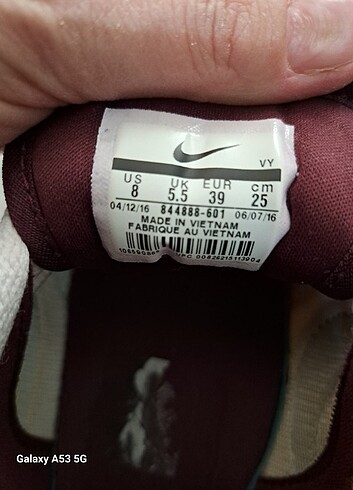 VY
US UK EUR cm
8 5.5 39 25
04/12/16 844888-601 06/07/16
MADE IN VIETNAM
FABRIQUE AU VIETNAM
Galaxy A53 5G